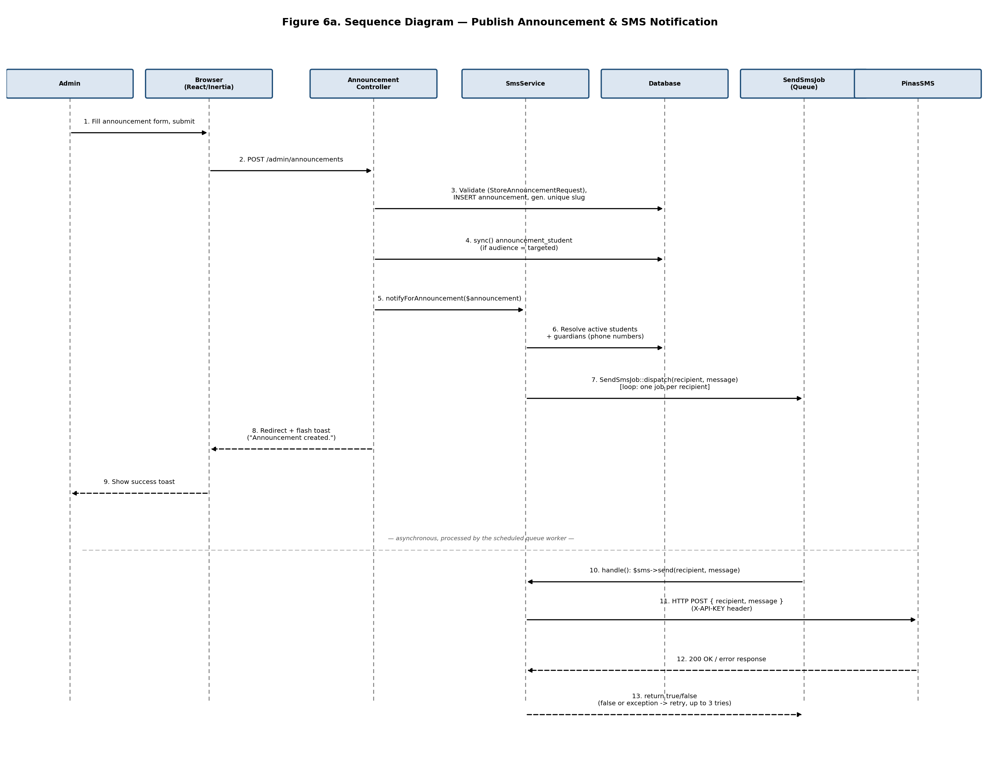 Figure 6a. Sequence Diagram — Publish Announcement & SMS Notification
Admin
Browser
(React/Inertia)
Announcement
Controller
SmsService
Database
SendSmsJob
(Queue)
PinasSMS
1. Fill announcement form, submit
2. POST /admin/announcements
3. Validate (StoreAnnouncementRequest),
INSERT announcement, gen. unique slug
4. sync() announcement_student
(if audience = targeted)
5. notifyForAnnouncement($announcement)
6. Resolve active students
+ guardians (phone numbers)
7. SendSmsJob::dispatch(recipient, message)
[loop: one job per recipient]
8. Redirect + flash toast
("Announcement created.")
9. Show success toast
— asynchronous, processed by the scheduled queue worker —
10. handle(): $sms->send(recipient, message)
11. HTTP POST { recipient, message }
(X-API-KEY header)
12. 200 OK / error response
13. return true/false
(false or exception -> retry, up to 3 tries)